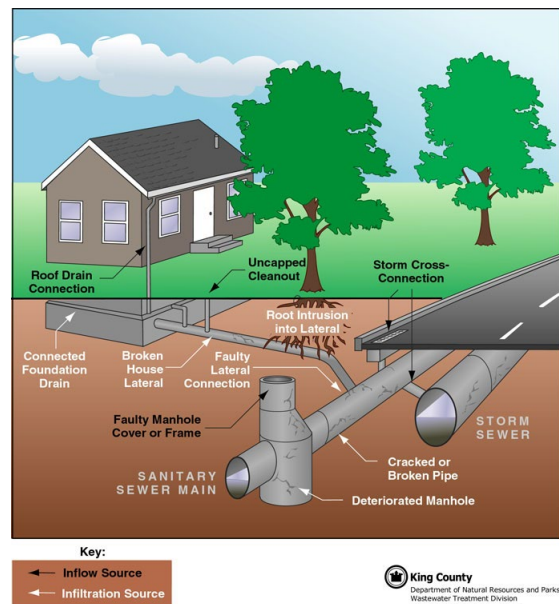 Roof Drain
Connection
Uncapped
Cleanout
Storm Cross-
Connection
Root Intrusion
into Lateral
Connected
Foundation
Drain
Broken
House
Lateral
Faulty
Lateral
Connection
Faulty Manhole
Cover or Frame
STORM
SEWER
SANITARY
SEWER MAIN
Cracked or
Broken Pipe
Deteriorated Manhole
Key:
Inflow Source
Infiltration Source
King County
Department of Natural Resources and Parks
Wastewater Treatment Division